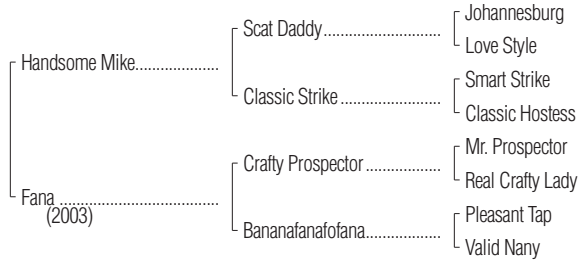 Johannesburg
Scat Daddy
Love Style
Handsome Mike
Smart Strike
Classic Strike
Classic Hostess
Mr. Prospector
Crafty Prospector
Real Crafty Lady
Fana
(2003)
Pleasant Tap
Bananafanafofana
Valid Nany